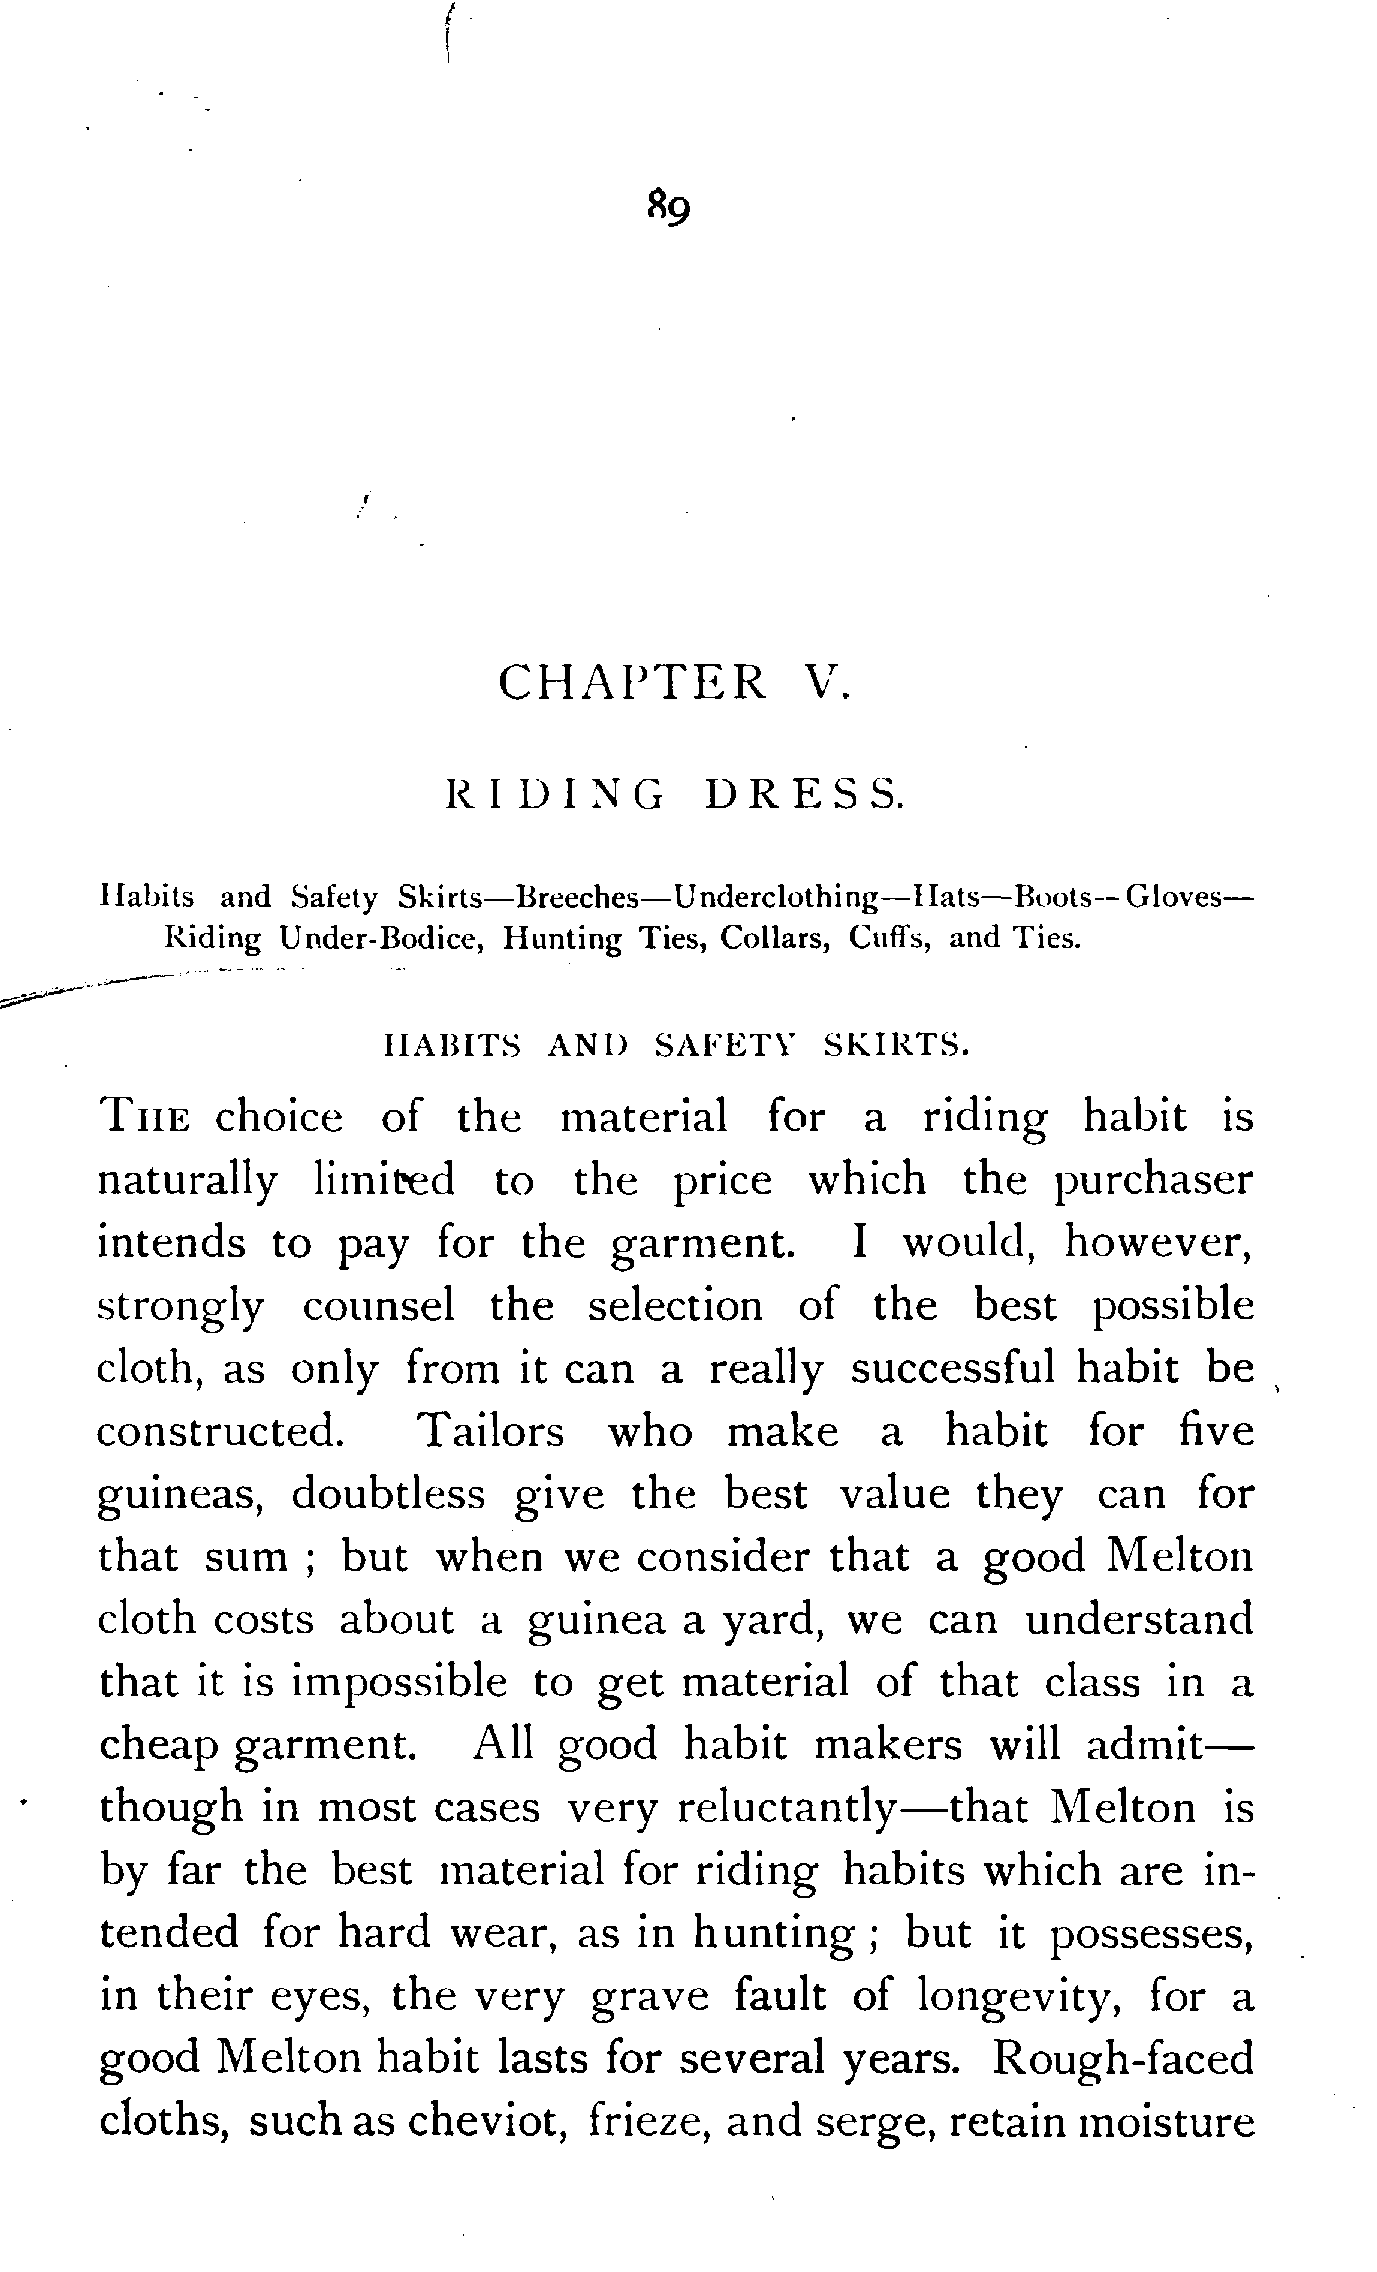 89
CHAPTER V.
RIDING DRESS.
Habits and Safety Skirts—Breeches—Underclothing—Hats—Boots—Gloves—
Riding Under-Bodice, Hunting Ties, Collars, Cuffs, and Ties.
HABITS AND SAFETY SKIRTS.
THE choice of the material for a riding habit is
naturally limited to the price which the purchaser
intends to pay for the garment. I would, however,
strongly counsel the selection of the best possible
cloth, as only from it can a really successful habit be
constructed. Tailors who make a habit for five
guineas, doubtless give the best value they can for
that sum ; but when we consider that a good Melton
cloth costs about a guinea a yard, we can understand
that it is impossible to get material of that class in a
cheap garment. All good habit makers will admit—
though in most cases very reluctantly—that Melton is
by far the best material for riding habits which are in-
tended for hard wear, as in hunting ; but it possesses,
in their eyes, the very grave fault of longevity, for a
good Melton habit lasts for several years. Rough-faced
cloths, such as cheviot, frieze, and serge, retain moisture